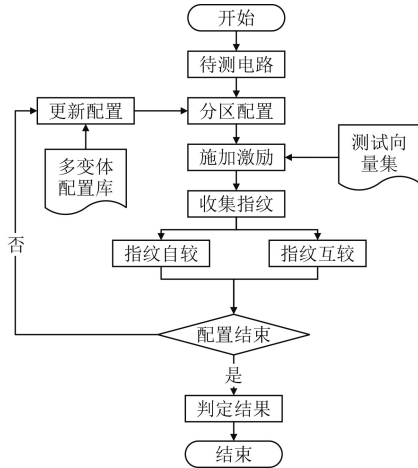 开始
待测电路
更新配置
分区配置
多变体
配置库
施加激励
测试向
量集
收集指纹
指纹自较
指纹互较
否
配置结束
是
判定结果
结束